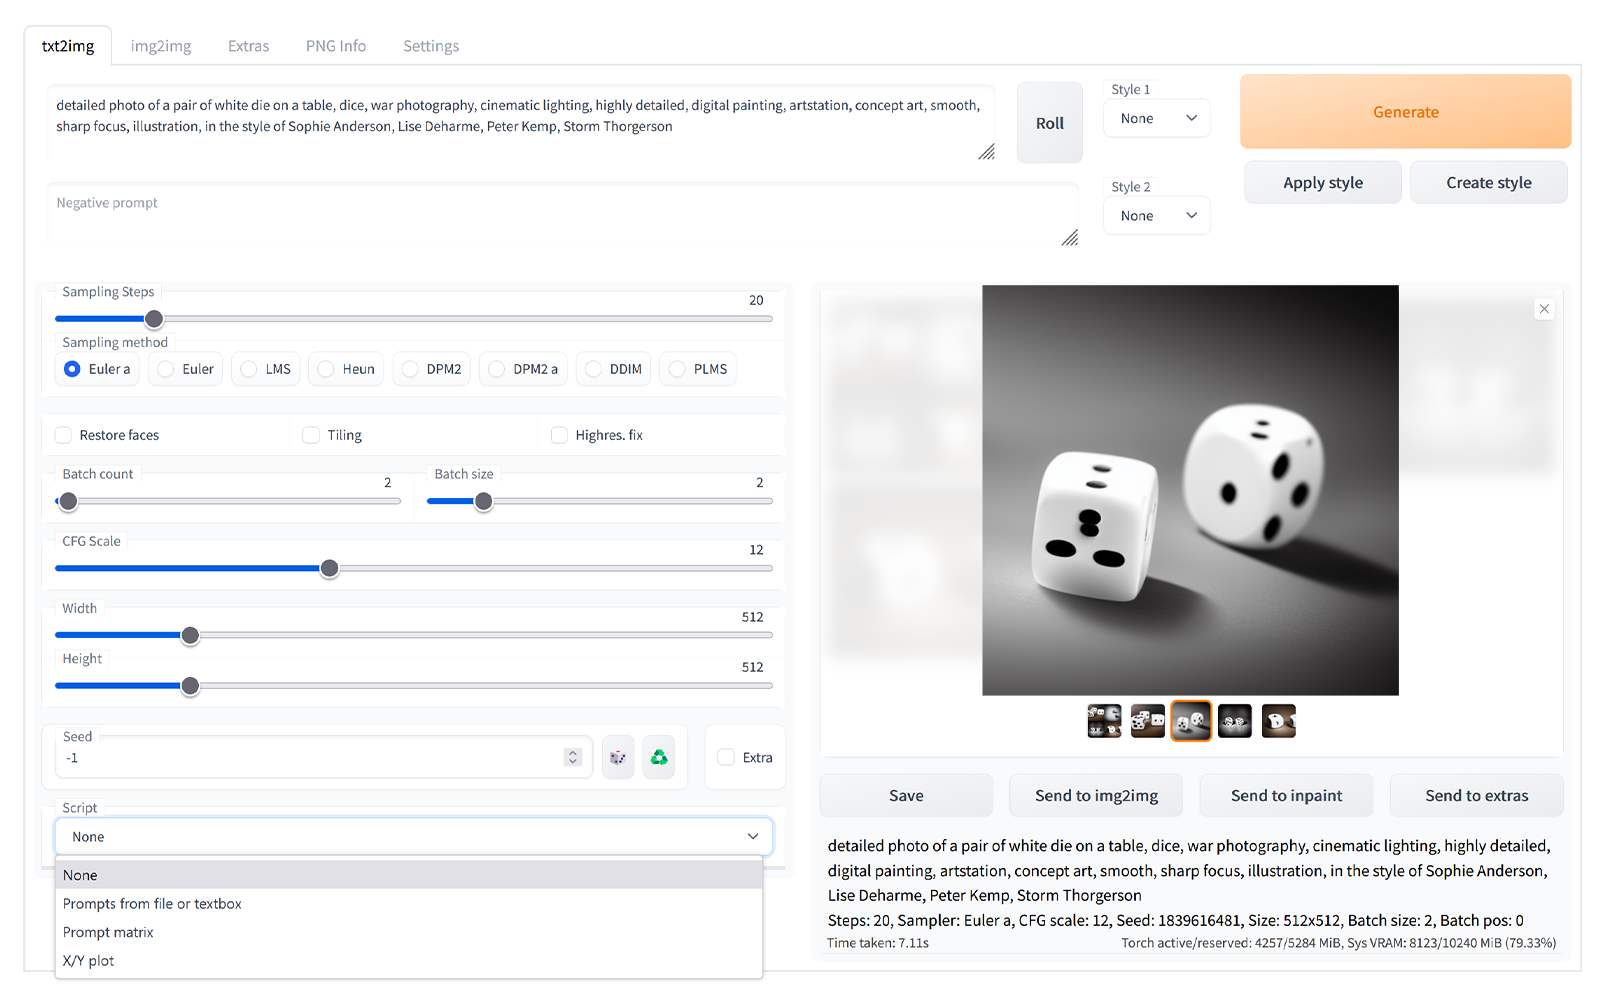 txt2img img2img Extras PNG Info Settings
detailed photo of a pair of white die on a table, dice, war photography, cinematic lighting, highly detailed, digital painting, artstation, concept art, smooth,
sharp focus, illustration, in the style of Sophie Anderson, Lise Deharme, Peter Kemp, Storm Thorgerson
Roll
Style 1
None
Generate
Negative prompt
Style 2
None
Apply style Create style
Sampling Steps
20
Sampling method
Euler a Euler LMS Heun DPM2 DPM2 a DDIM PLMS
Restore faces Tiling Highres. fix
Batch count
2
Batch size
2
CFG Scale
12
Width
512
Height
512
Seed
-1
Extra
Script
None
None
Prompts from file or textbox
Prompt matrix
X/Y plot
Save Send to img2img Send to inpaint Send to extras
detailed photo of a pair of white die on a table, dice, war photography, cinematic lighting, highly detailed,
digital painting, artstation, concept art, smooth, sharp focus, illustration, in the style of Sophie Anderson,
Lise Deharme, Peter Kemp, Storm Thorgerson
Steps: 20, Sampler: Euler a, CFG scale: 12, Seed: 1839616481, Size: 512x512, Batch size: 2, Batch pos: 0
Time taken: 7.11s Torch active/reserved: 4257/5284 MiB, Sys VRAM: 8123/10240 MiB (79.33%)